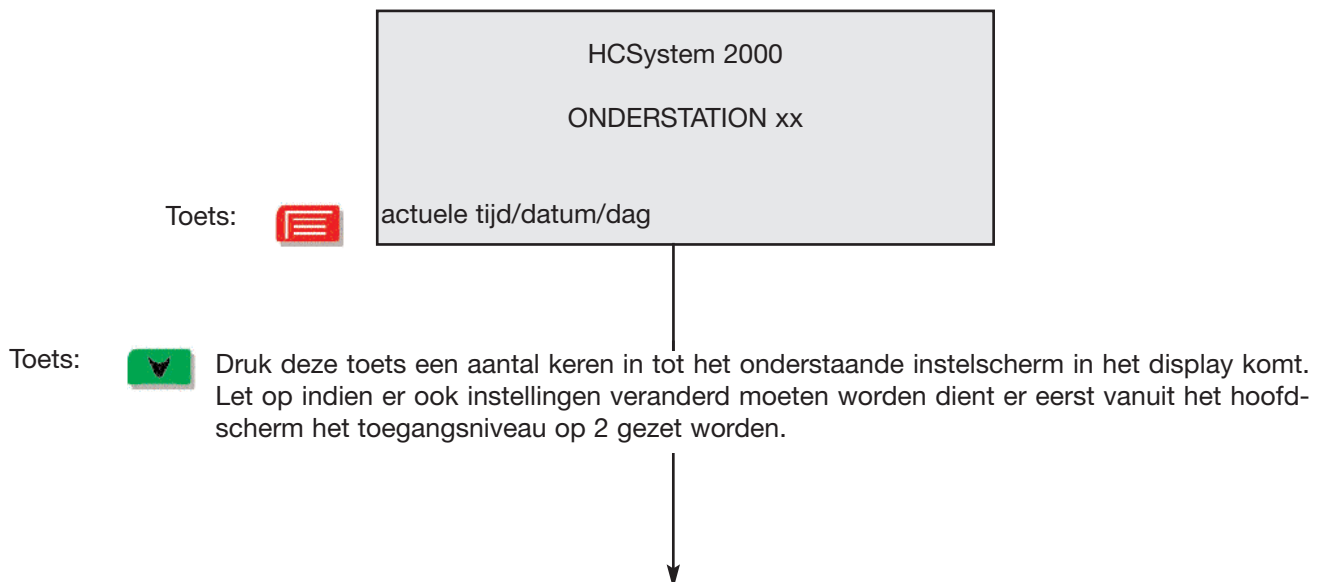 HCSystem 2000
ONDERSTATION xx
Toets:
actuele tijd/datum/dag
Toets:
Druk deze toets een aantal keren in tot het onderstaande instelscherm in het display komt.
Let op indien er ook instellingen veranderd moeten worden dient er eerst vanuit het hoofd-
scherm het toegangsniveau op 2 gezet worden.